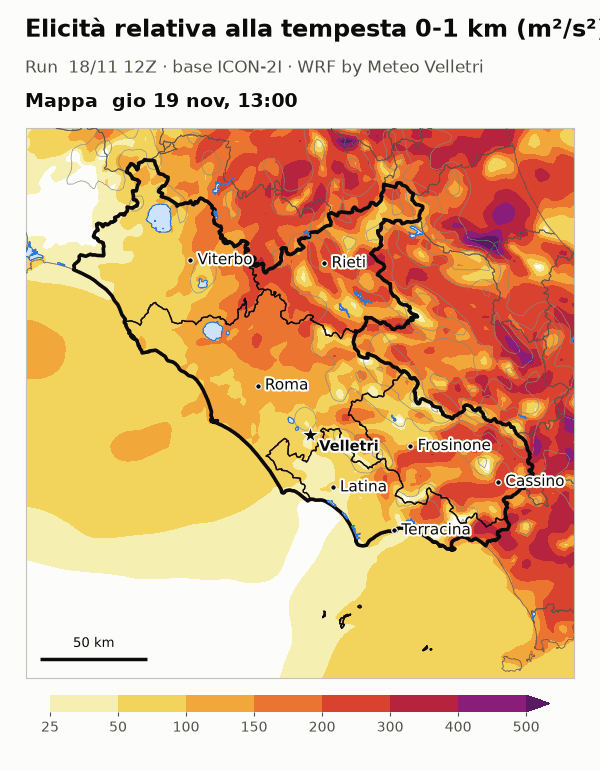 Elicità relativa alla tempesta 0-1 km (m²/s²)
Run 18/11 12Z · base ICON-2I · WRF by Meteo Velletri
Mappa gio 19 nov, 13:00
Viterbo
Rieti
Roma
Velletri
Frosinone
Cassino
Latina
Terracina
50 km
25 50 100 150 200 300 400 500